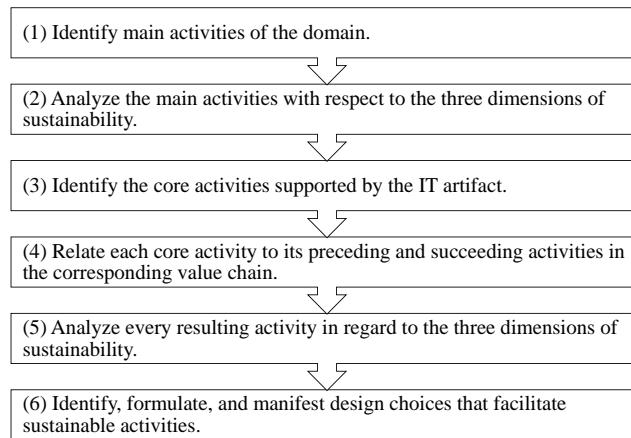 (1) Identify main activities of the domain.
(2) Analyze the main activities with respect to the three dimensions of
sustainability.
(3) Identify the core activities supported by the IT artifact.
(4) Relate each core activity to its preceding and succeeding activities in
the corresponding value chain.
(5) Analyze every resulting activity in regard to the three dimensions of
sustainability.
(6) Identify, formulate, and manifest design choices that facilitate
sustainable activities.